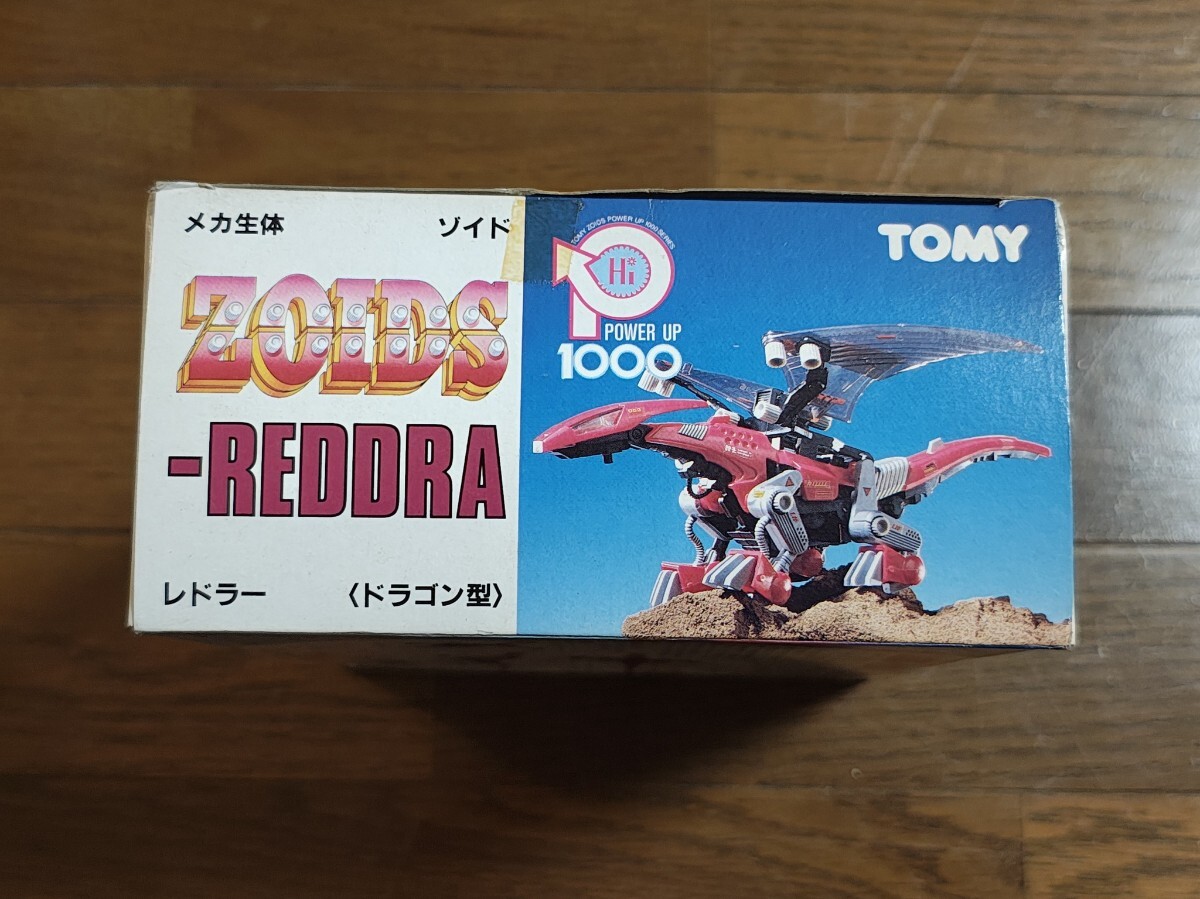 メカ生体 ゾイド
ZOIDS
-REDDRA
レドラー 〈ドラゴン型〉
TOMY ZOIDS POWER UP 1000 SERIES
Hi
POWER UP
1000
TOMY